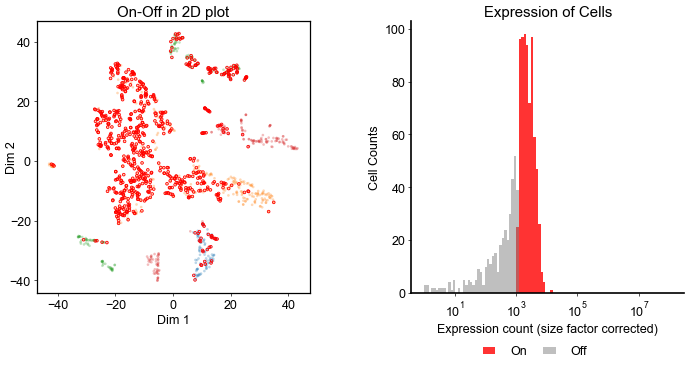 On-Off in 2D plot
40
20
0
−20
−40
Dim 2
−40 −20 0 20 40
Dim 1
Expression of Cells
100
80
60
40
20
0
Cell Counts
10^1 10^3 10^5 10^7
Expression count (size factor corrected)
On Off